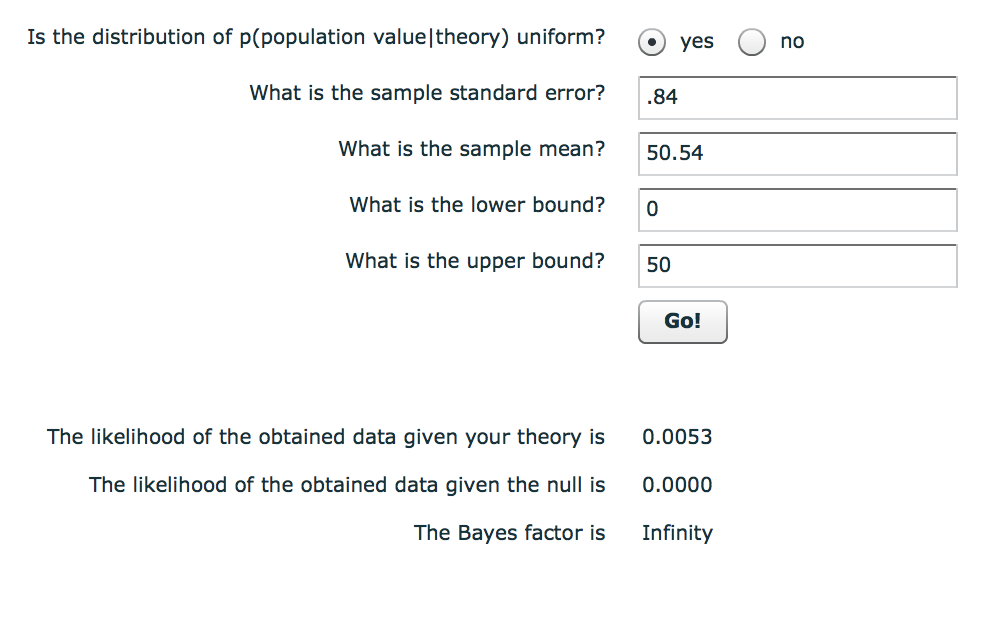 Is the distribution of p(population value|theory) uniform? yes no
What is the sample standard error? .84
What is the sample mean? 50.54
What is the lower bound? 0
What is the upper bound? 50
Go!
The likelihood of the obtained data given your theory is 0.0053
The likelihood of the obtained data given the null is 0.0000
The Bayes factor is Infinity